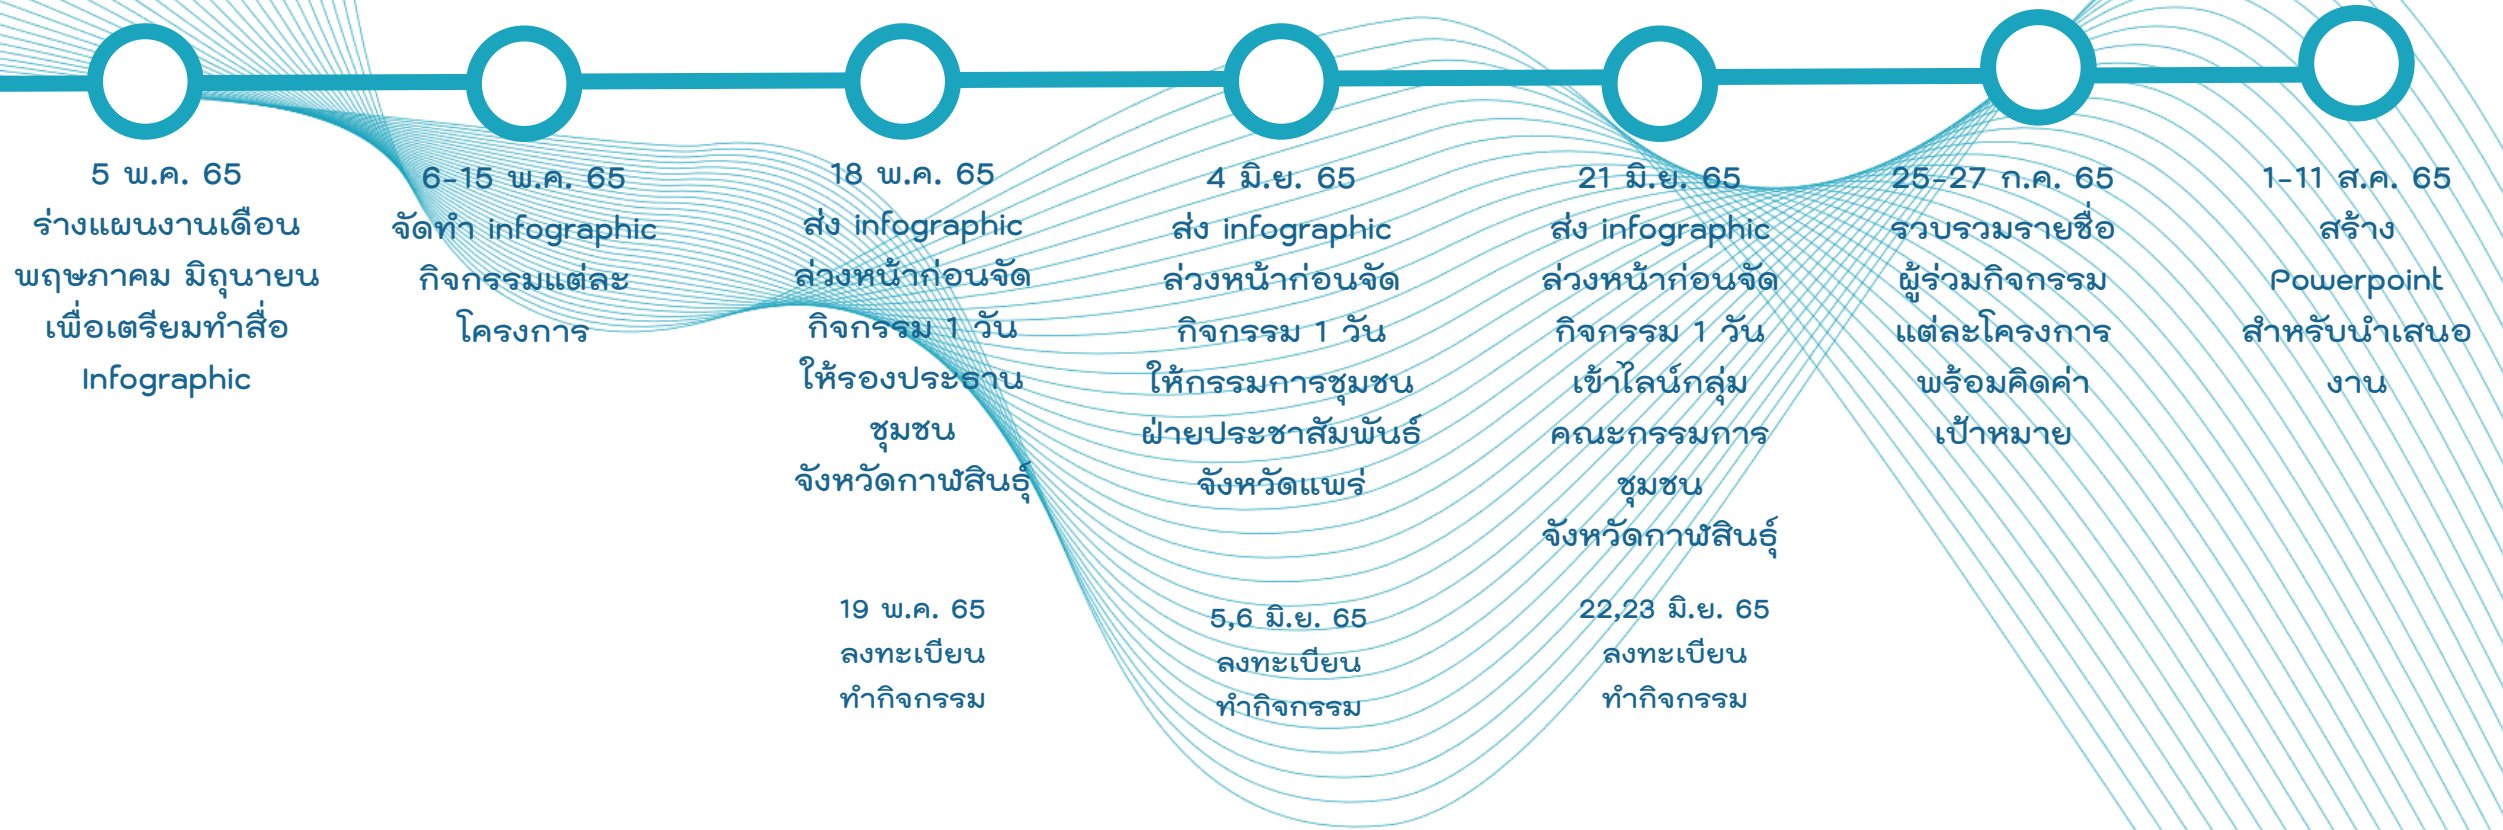 5 พ.ค. 65
ร่างแผนงานเดือน
พฤษภาคม มิถุนายน
เพื่อเตรียมทำสื่อ
Infographic
6-15 พ.ค. 65
จัดทำ infographic
กิจกรรมแต่ละ
โครงการ
18 พ.ค. 65
ส่ง infographic
ล่วงหน้าก่อนจัด
กิจกรรม 1 วัน
ให้รองประธาน
ชุมชน
จังหวัดกาฬสินธุ์
19 พ.ค. 65
ลงทะเบียน
ทำกิจกรรม
4 มิ.ย. 65
ส่ง infographic
ล่วงหน้าก่อนจัด
กิจกรรม 1 วัน
ให้กรรมการชุมชน
ฝ่ายประชาสัมพันธ์
จังหวัดแพร่
5,6 มิ.ย. 65
ลงทะเบียน
ทำกิจกรรม
21 มิ.ย. 65
ส่ง infographic
ล่วงหน้าก่อนจัด
กิจกรรม 1 วัน
เข้าไลน์กลุ่ม
คณะกรรมการ
ชุมชน
จังหวัดกาฬสินธุ์
22,23 มิ.ย. 65
ลงทะเบียน
ทำกิจกรรม
25-27 ก.ค. 65
รวบรวมรายชื่อ
ผู้ร่วมกิจกรรม
แต่ละโครงการ
พร้อมคิดค่า
เป้าหมาย
1-11 ส.ค. 65
สร้าง
Powerpoint
สำหรับนำเสนอ
งาน